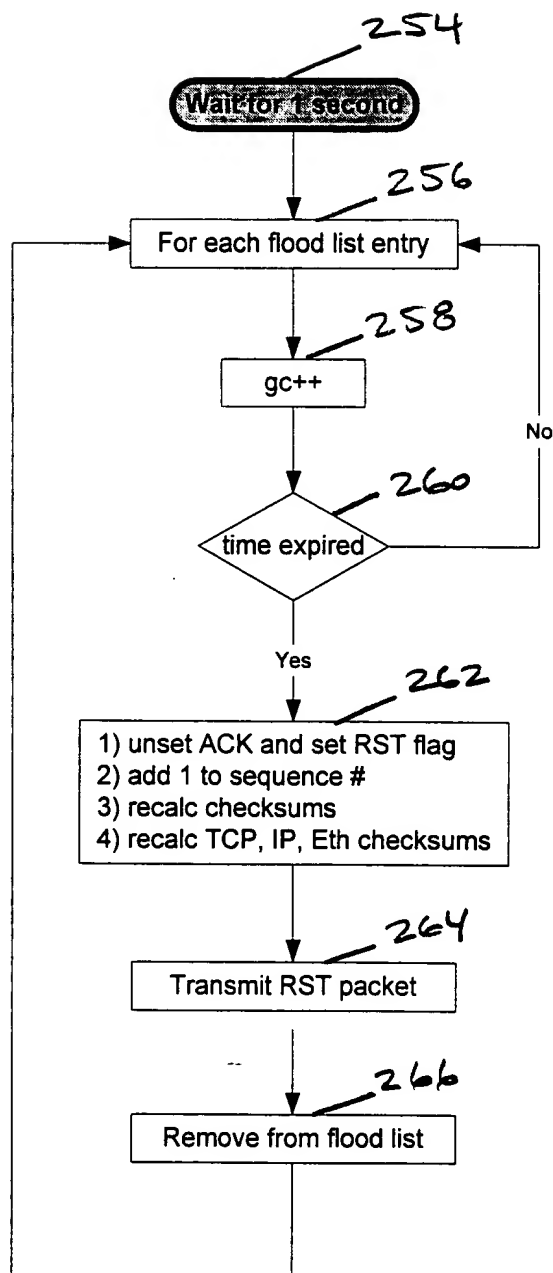 254
Wait for 1 second
256
For each flood list entry
258
gc++
No
260
time expired
Yes
262
1) unset ACK and set RST flag
2) add 1 to sequence #
3) recalc checksums
4) recalc TCP, IP, Eth checksums
264
Transmit RST packet
266
Remove from flood list